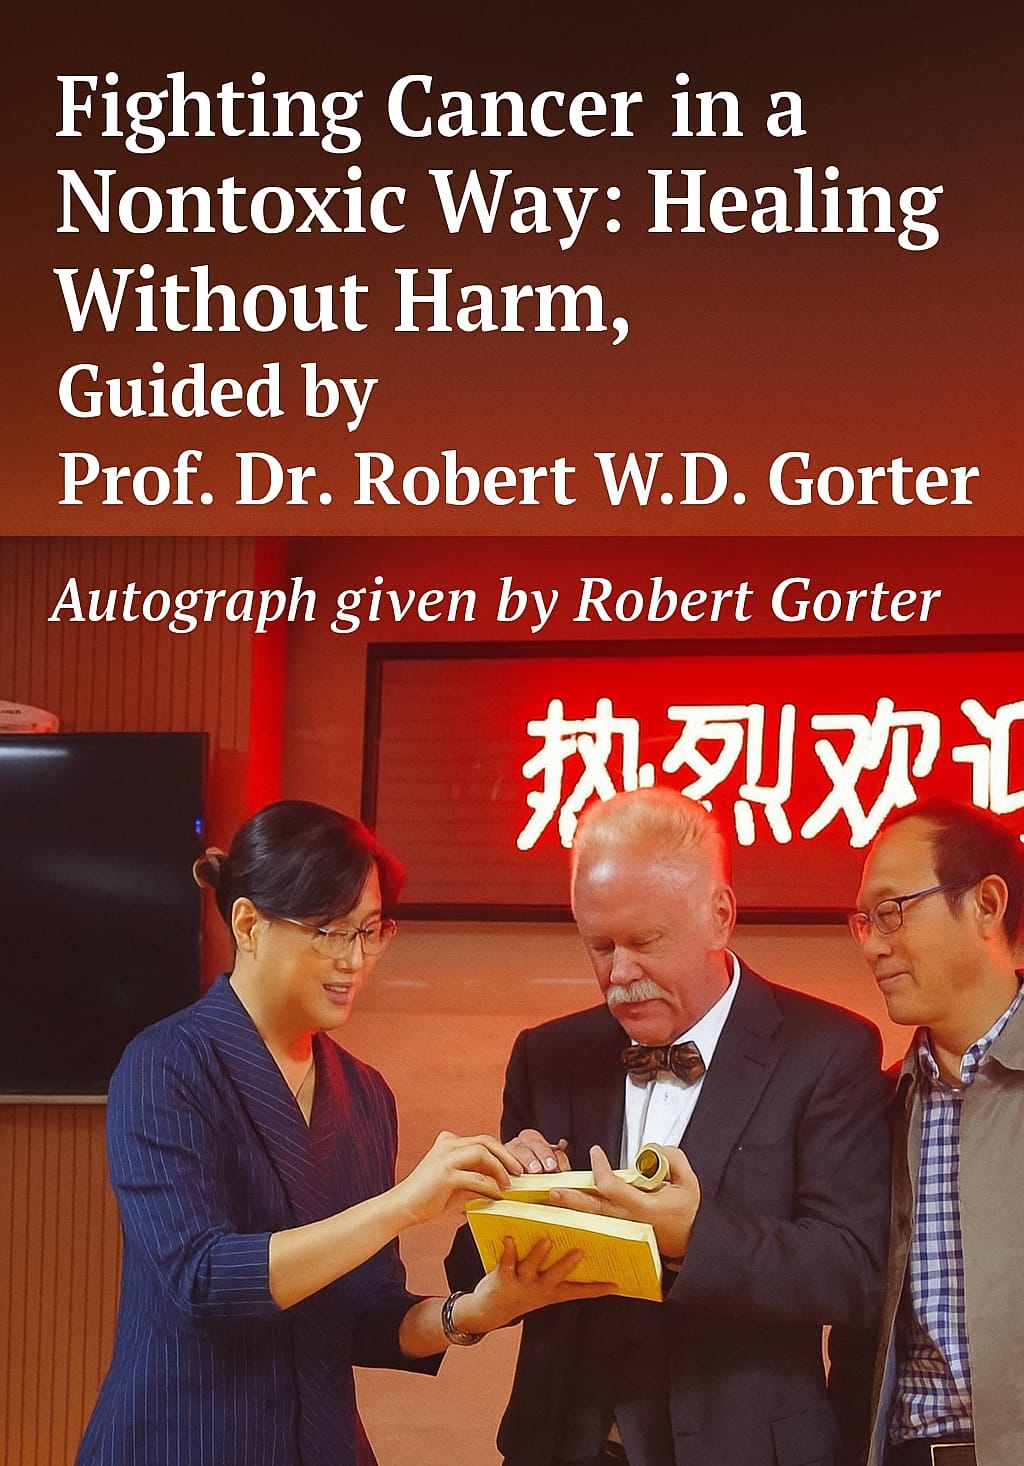 Fighting Cancer in a
Nontoxic Way: Healing
Without Harm,
Guided by
Prof. Dr. Robert W.D. Gorter
Autograph given by Robert Gorter
热烈欢迎